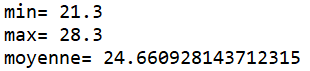 min= 21.3
max= 28.3
moyenne= 24.660928143712315